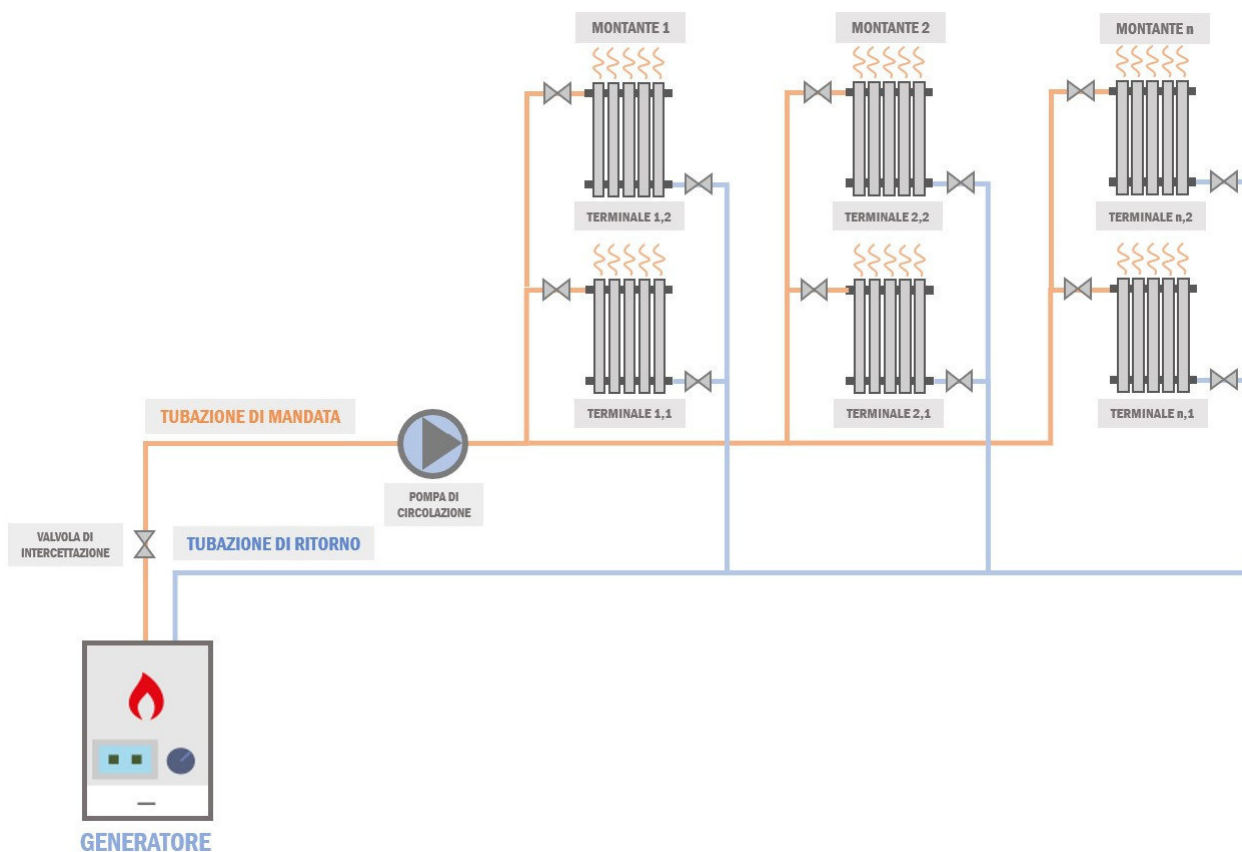 MONTANTE 1
MONTANTE 2
MONTANTE n
TERMINALE 1,2
TERMINALE 2,2
TERMINALE n,2
TERMINALE 1,1
TERMINALE 2,1
TERMINALE n,1
TUBAZIONE DI MANDATA
POMPA DI
CIRCOLAZIONE
VALVOLA DI
INTERCETTAZIONE
TUBAZIONE DI RITORNO
GENERATORE